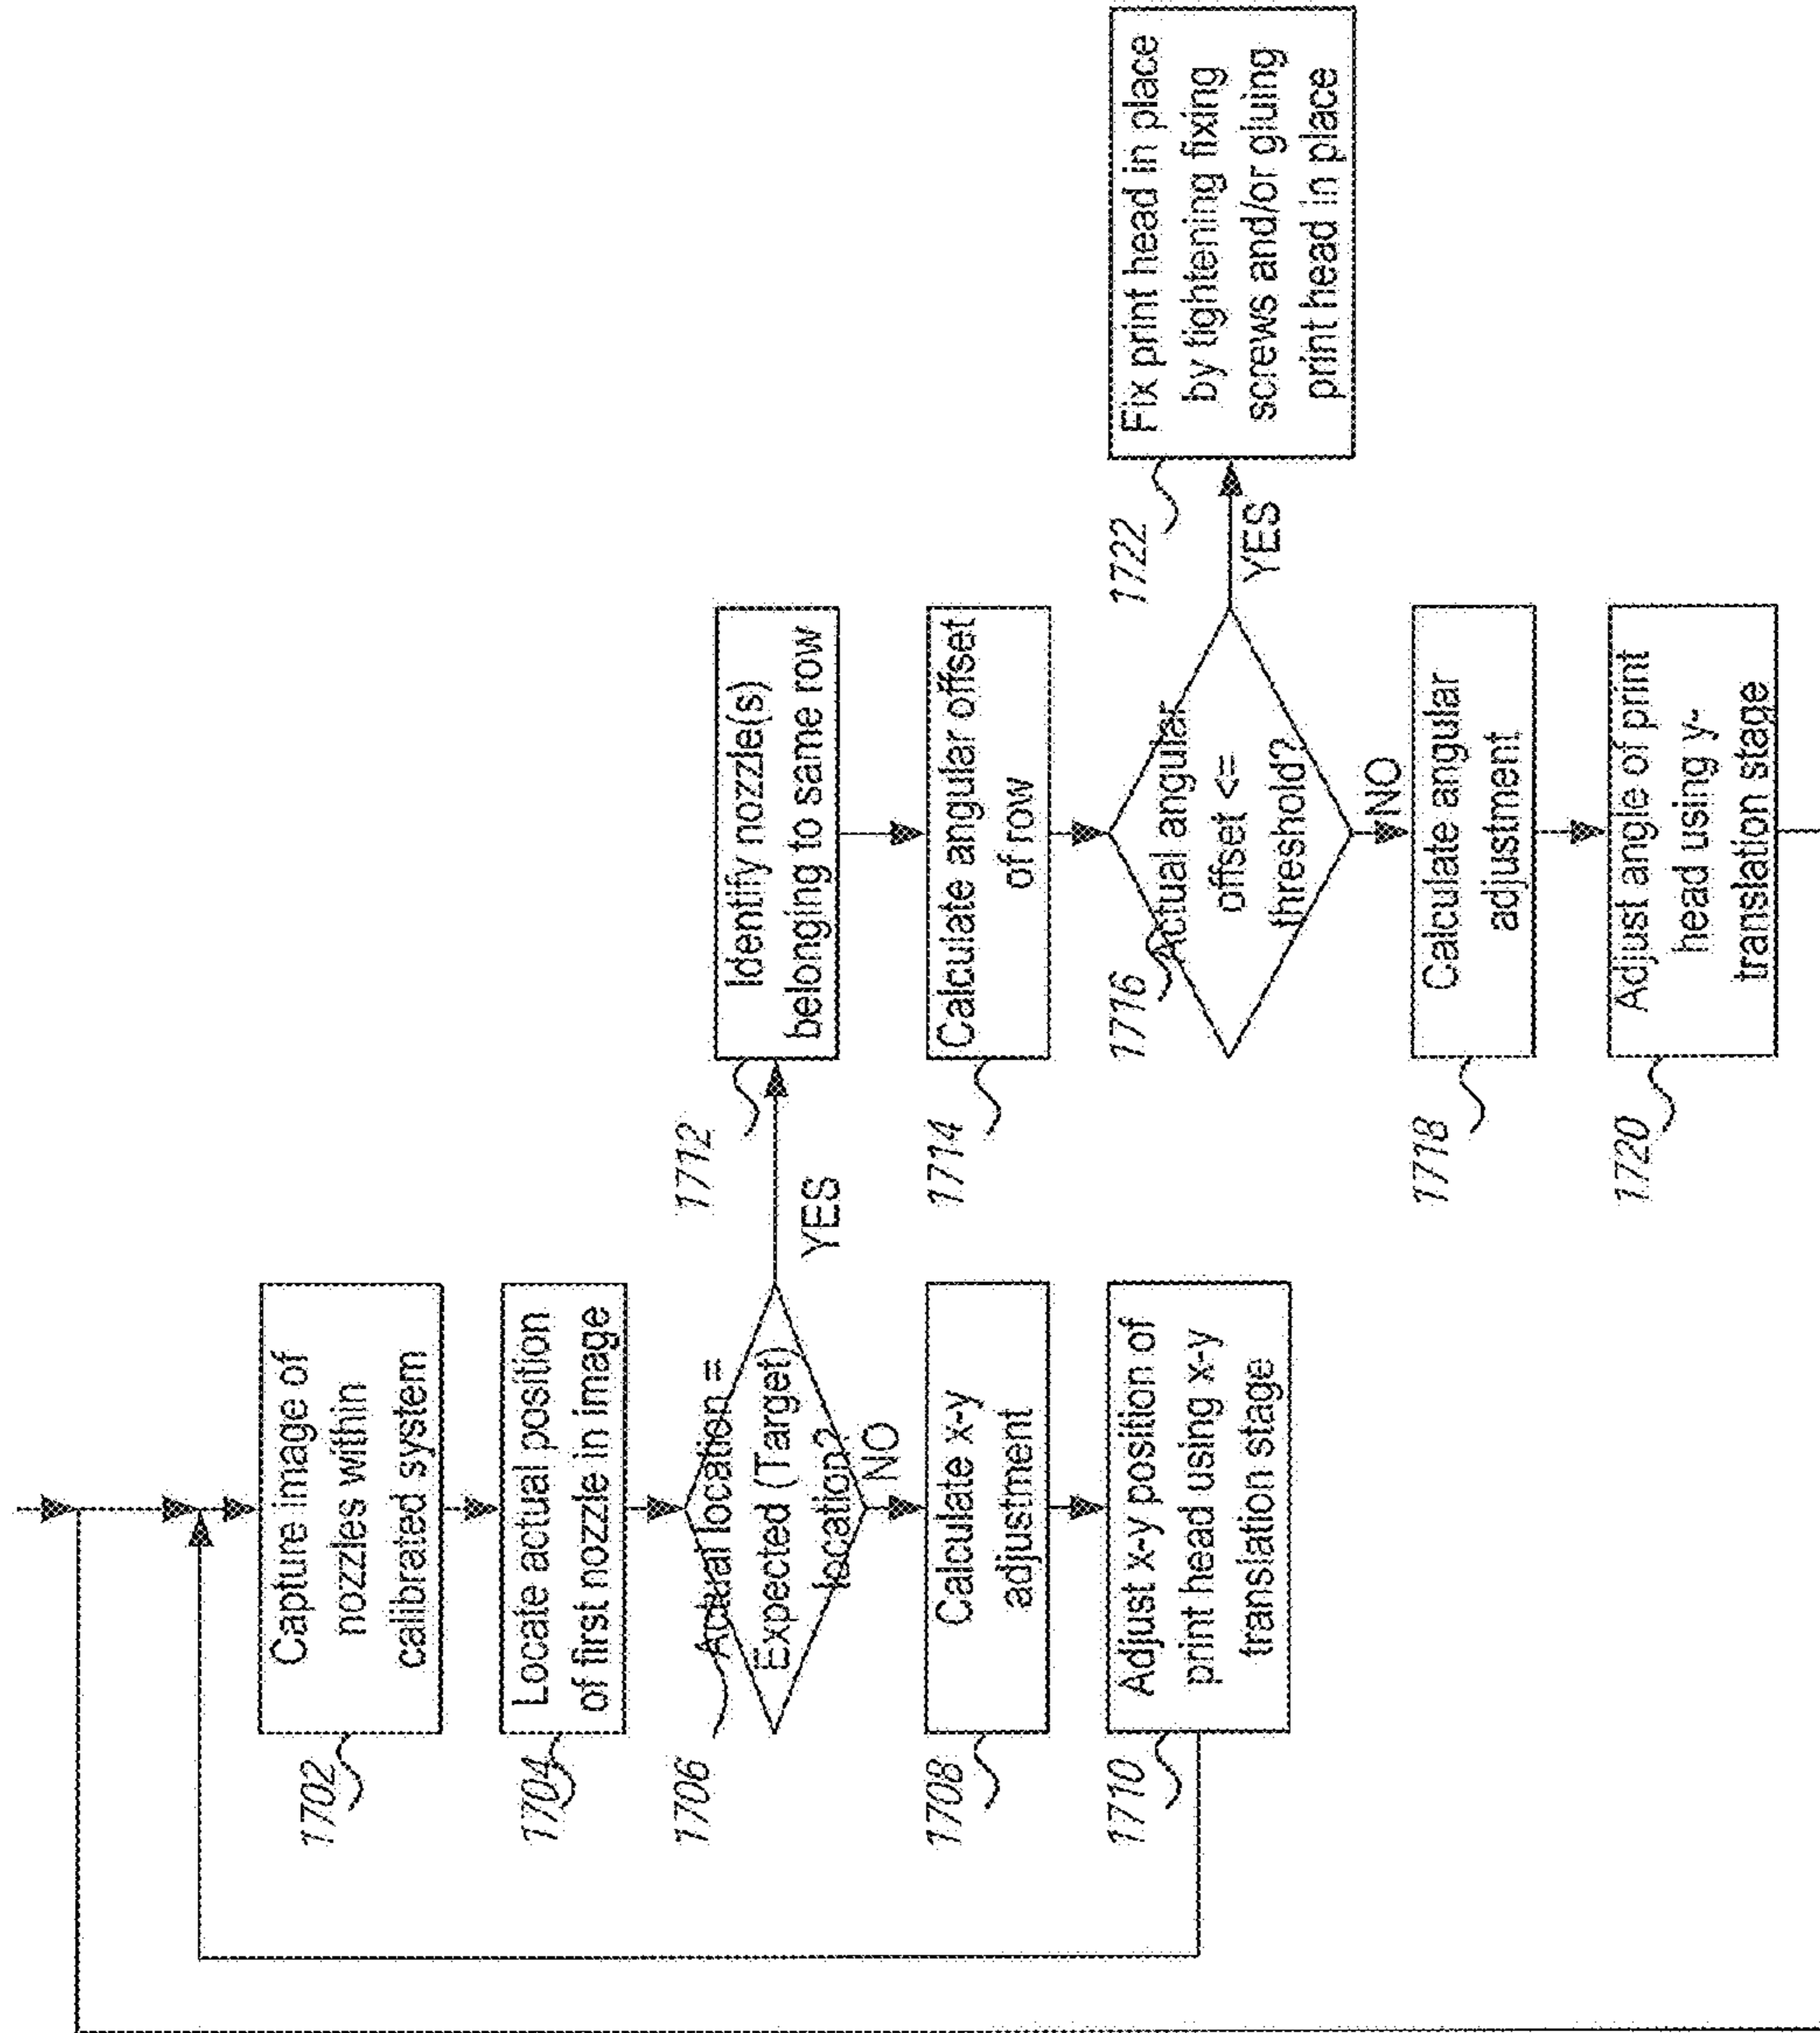 1702
Capture image of
nozzles within
calibrated system
1704
Locate actual position
of first nozzle in image
1706
Actual location =
Expected (Target)
location?
YES
NO
1708
Calculate x-y
adjustment
1710
Adjust x-y position of
print head using x-y
translation stage
1712
Identify nozzle(s)
belonging to same row
1714
Calculate angular offset
of row
1716
Actual angular
offset <=
threshold?
YES
NO
1718
Calculate angular
adjustment
1720
Adjust angle of print
head using y-
translation stage
1722
Fix print head in place
by tightening fixing
screws and/or gluing
print head in place